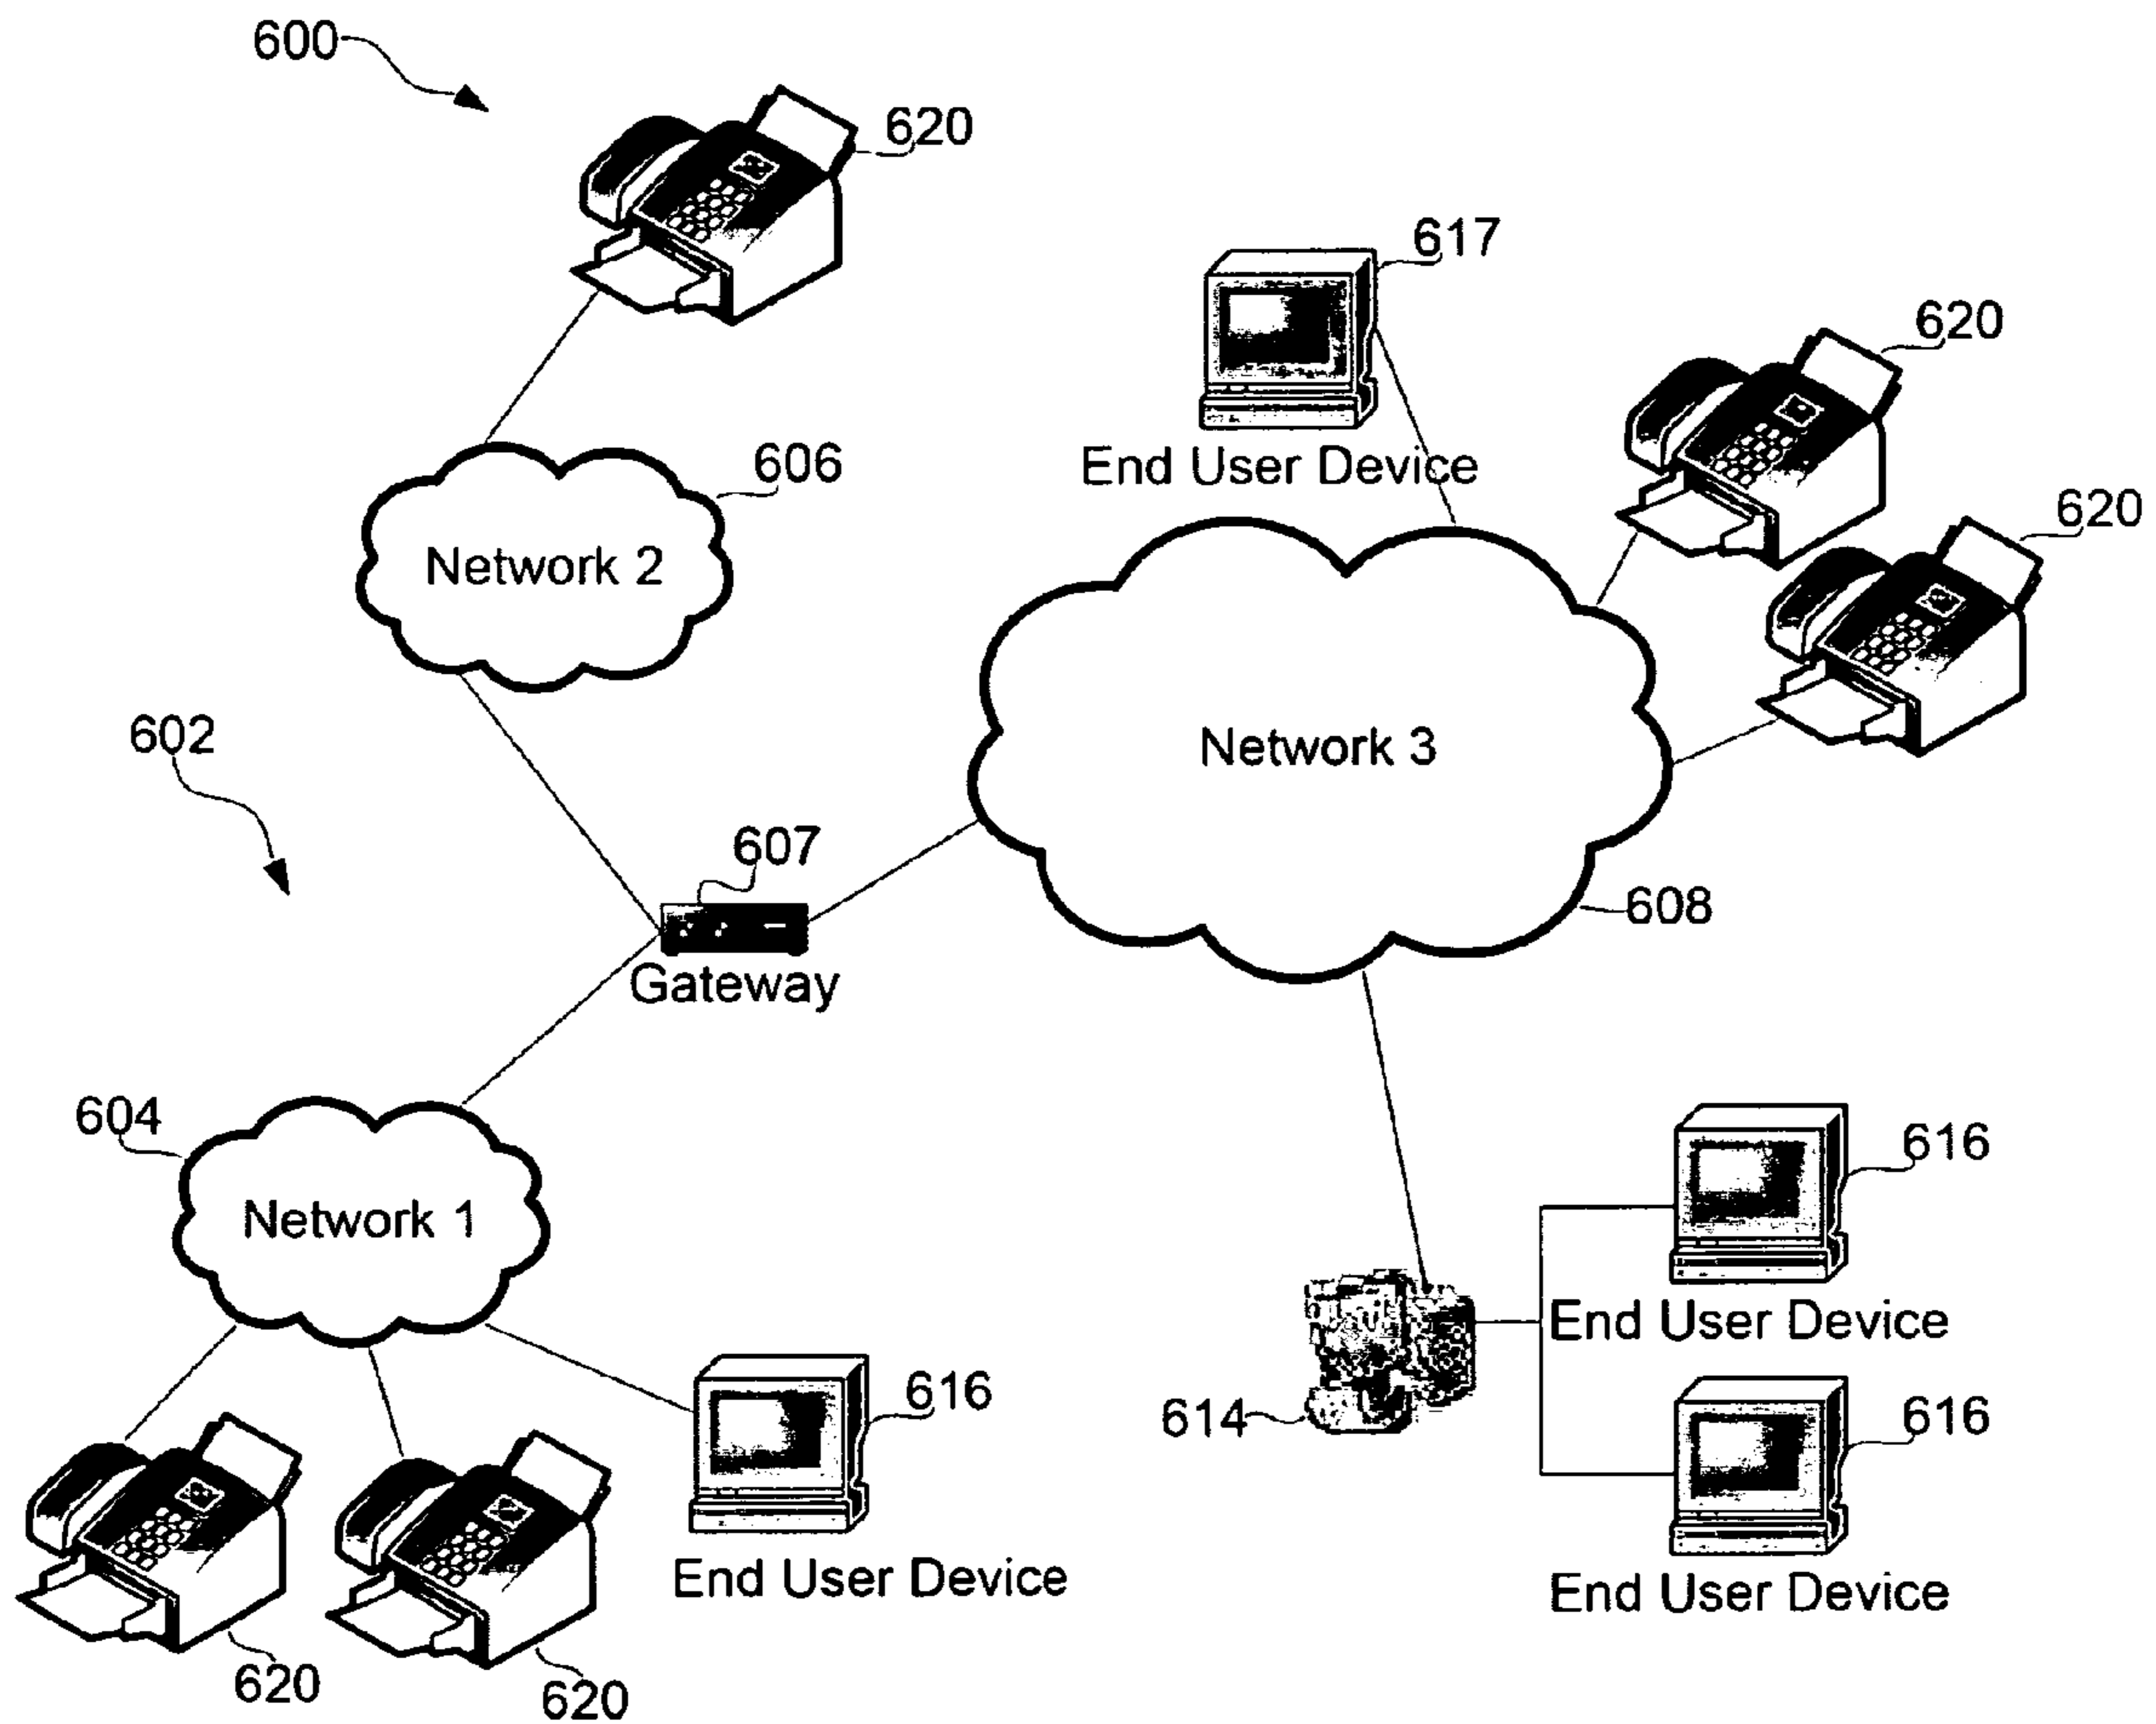 600
620
617
End User Device
620
620
606
Network 2
Network 3
602
607
Gateway
608
604
Network 1
616
End User Device
616
End User Device
614
616
End User Device
620
620